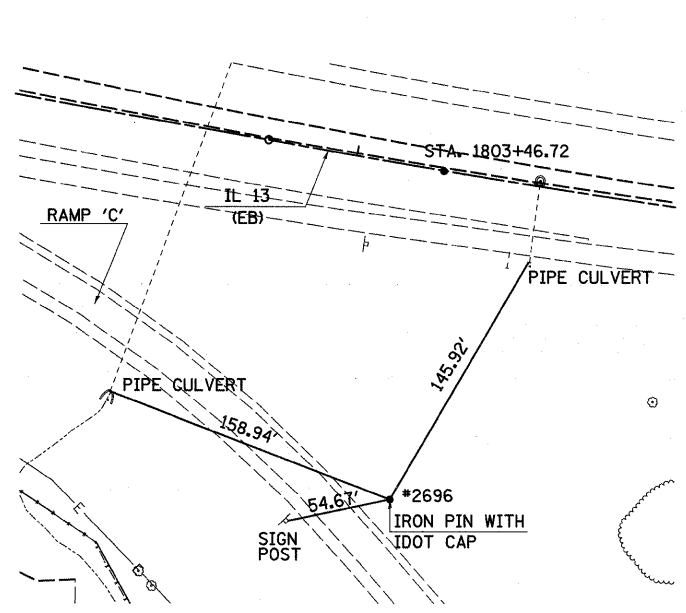 STA. 1803+46.72
IL 13
(EB)
RAMP 'C'
PIPE CULVERT
145.92'
PIPE CULVERT
158.94'
54.67'
#2696
IRON PIN WITH
IDOT CAP
SIGN
POST
E